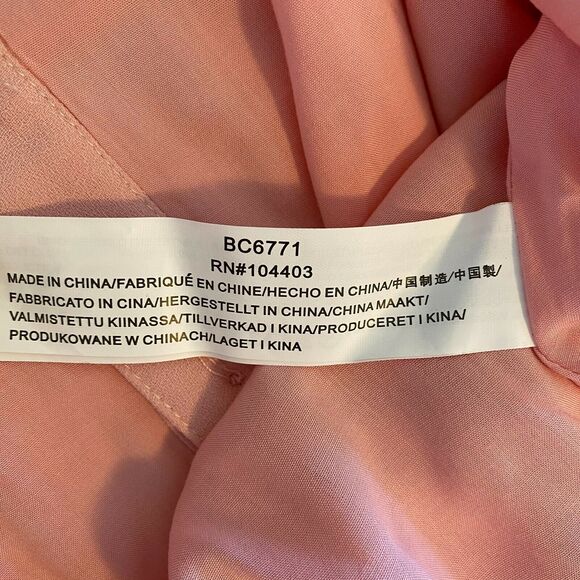 BC6771
RN#104403
MADE IN CHINA/FABRIQUÉ EN CHINE/HECHO EN CHINA/中国制造/中国製/
FABBRICATO IN CINA/HERGESTELLT IN CHINA/CHINA MAAKT/
VALMISTETTU KIINASSA/TILLVERKAD I KINA/PRODUCERET I KINA/
PRODUKOWANE W CHINACH/LAGET I KINA